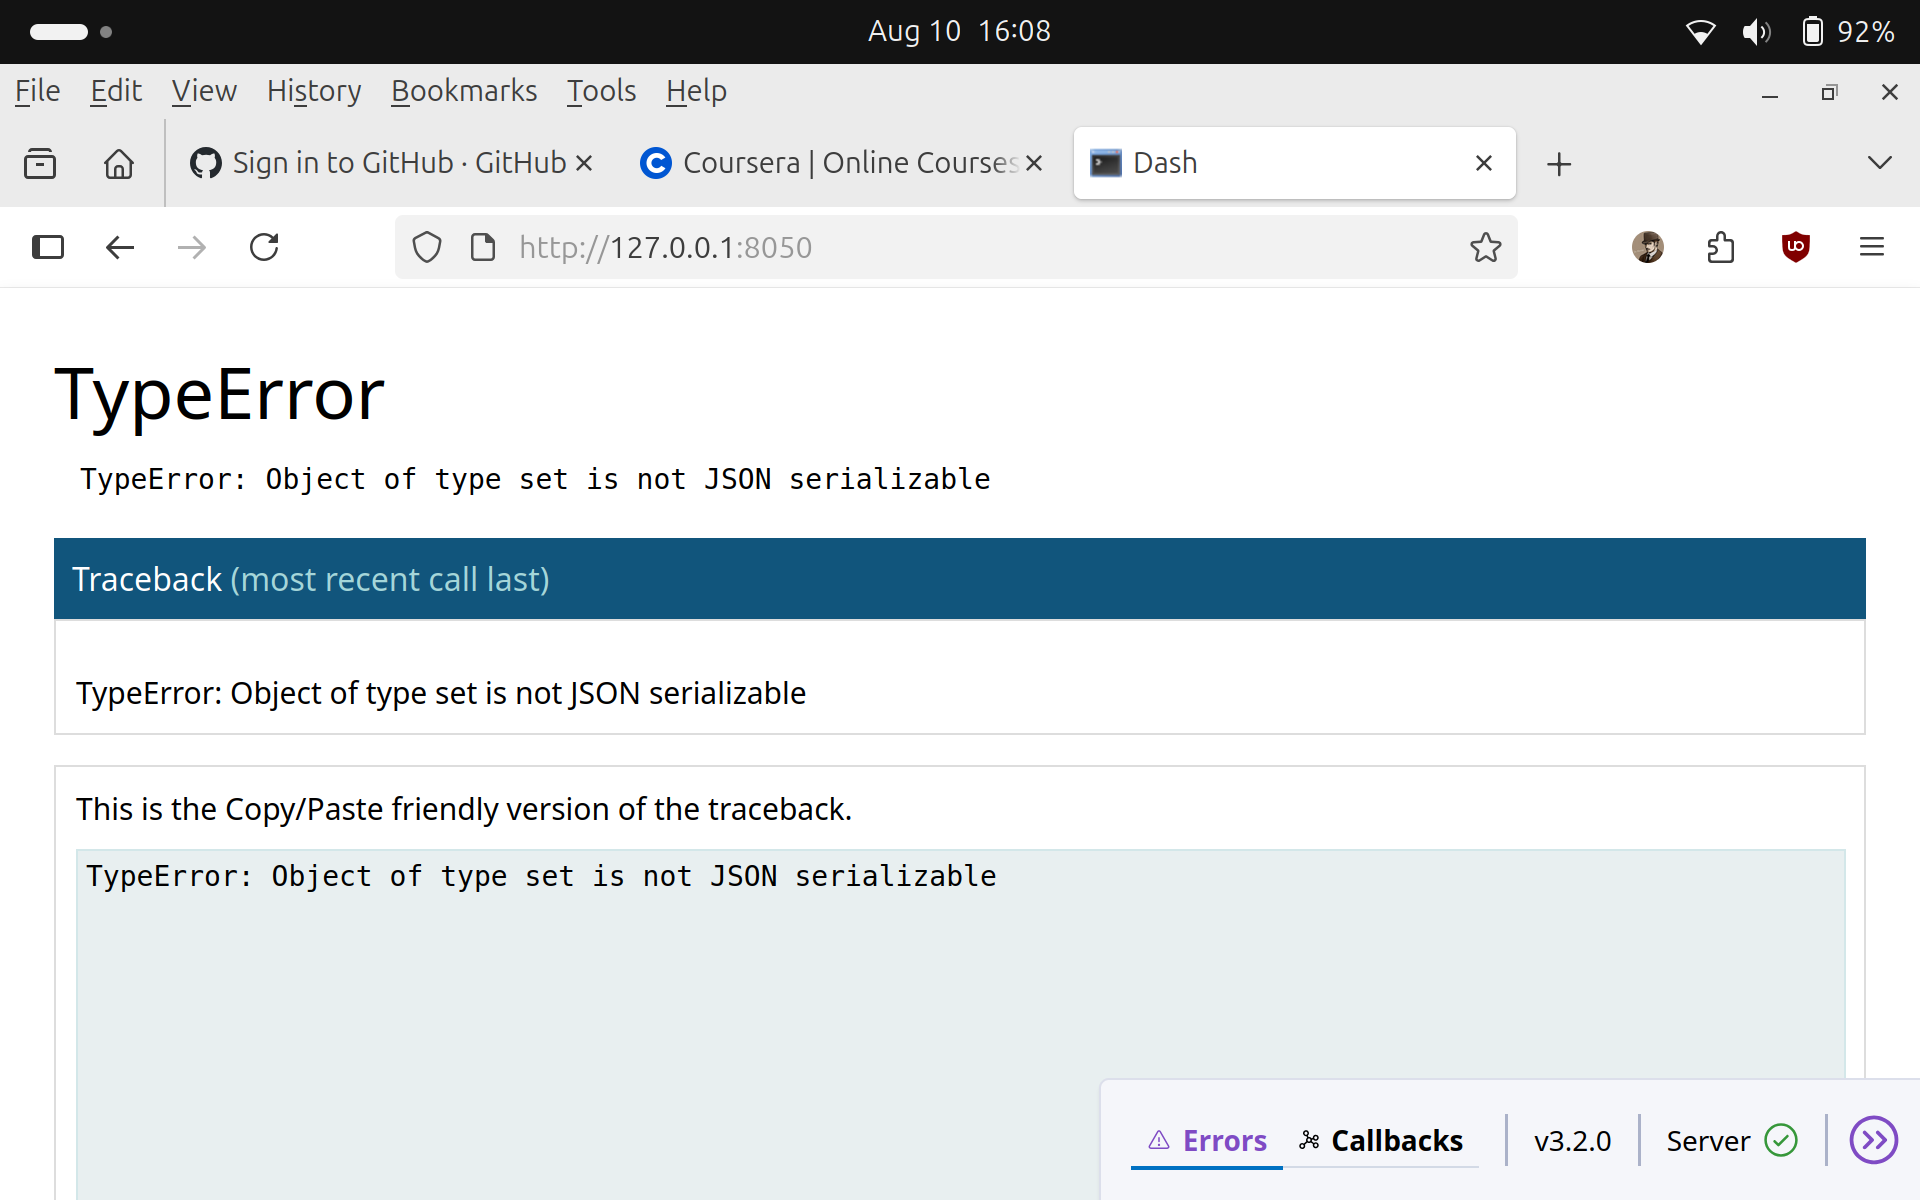 Aug 10 16:08
92%
File Edit View History Bookmarks Tools Help
Sign in to GitHub · GitHub
Coursera | Online Courses
Dash
http://127.0.0.1:8050
TypeError
TypeError: Object of type set is not JSON serializable
Traceback (most recent call last)
TypeError: Object of type set is not JSON serializable
This is the Copy/Paste friendly version of the traceback.
TypeError: Object of type set is not JSON serializable
Errors Callbacks v3.2.0 Server